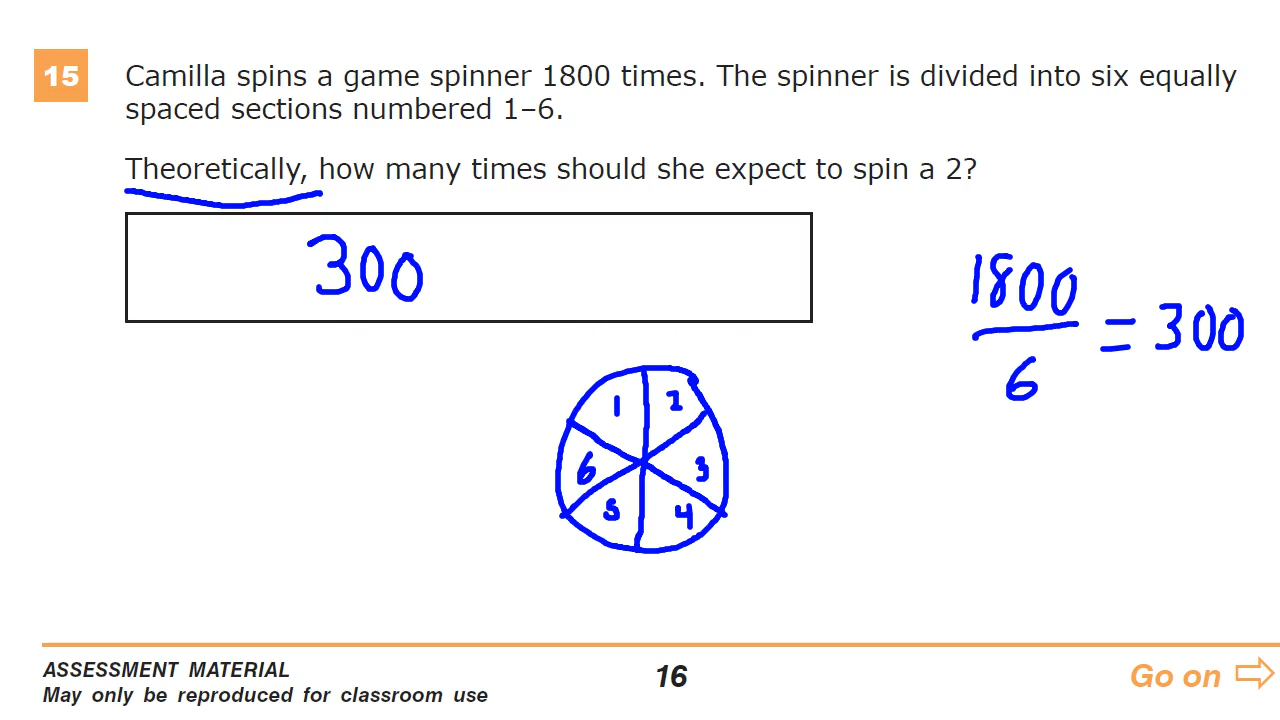 15
Camilla spins a game spinner 1800 times. The spinner is divided into six equally
spaced sections numbered 1–6.
Theoretically, how many times should she expect to spin a 2?
300
1800
6
= 300
1 2
6 3
5 4
ASSESSMENT MATERIAL
May only be reproduced for classroom use
16
Go on